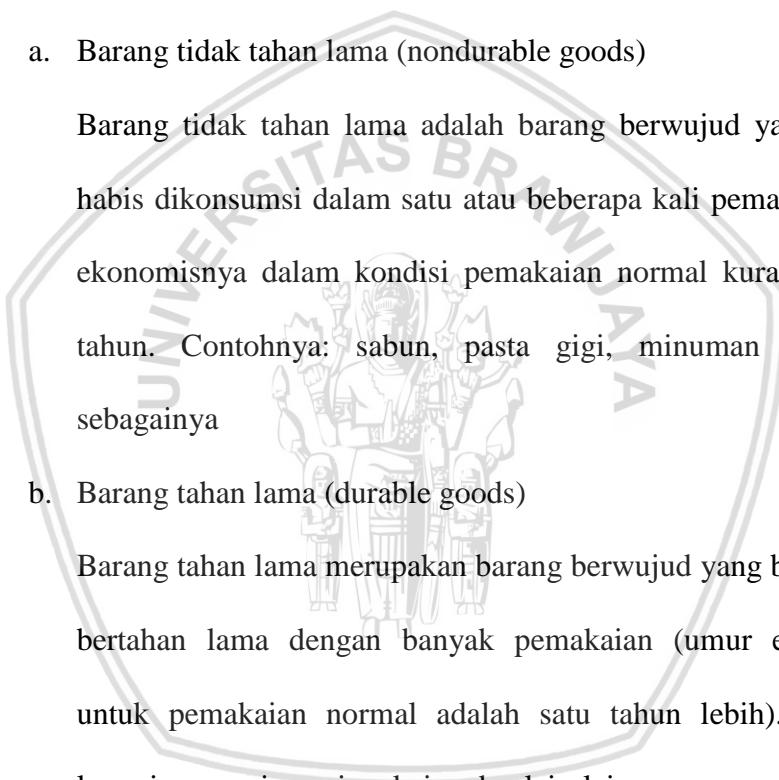 a. Barang tidak tahan lama (nondurable goods)
Barang tidak tahan lama adalah barang berwujud
habis dikonsumsi dalam satu atau beberapa kali
ekonomisnya dalam kondisi pemakaian normal
tahun. Contohnya: sabun, pasta gigi, minuman
sebagainya
b. Barang tahan lama (durable goods)
Barang tahan lama merupakan barang berwujud yang
bertahan lama dengan banyak pemakaian (umur
untuk pemakaian normal adalah satu tahun lebih).
UNIVERSITAS BRAWIJAYA